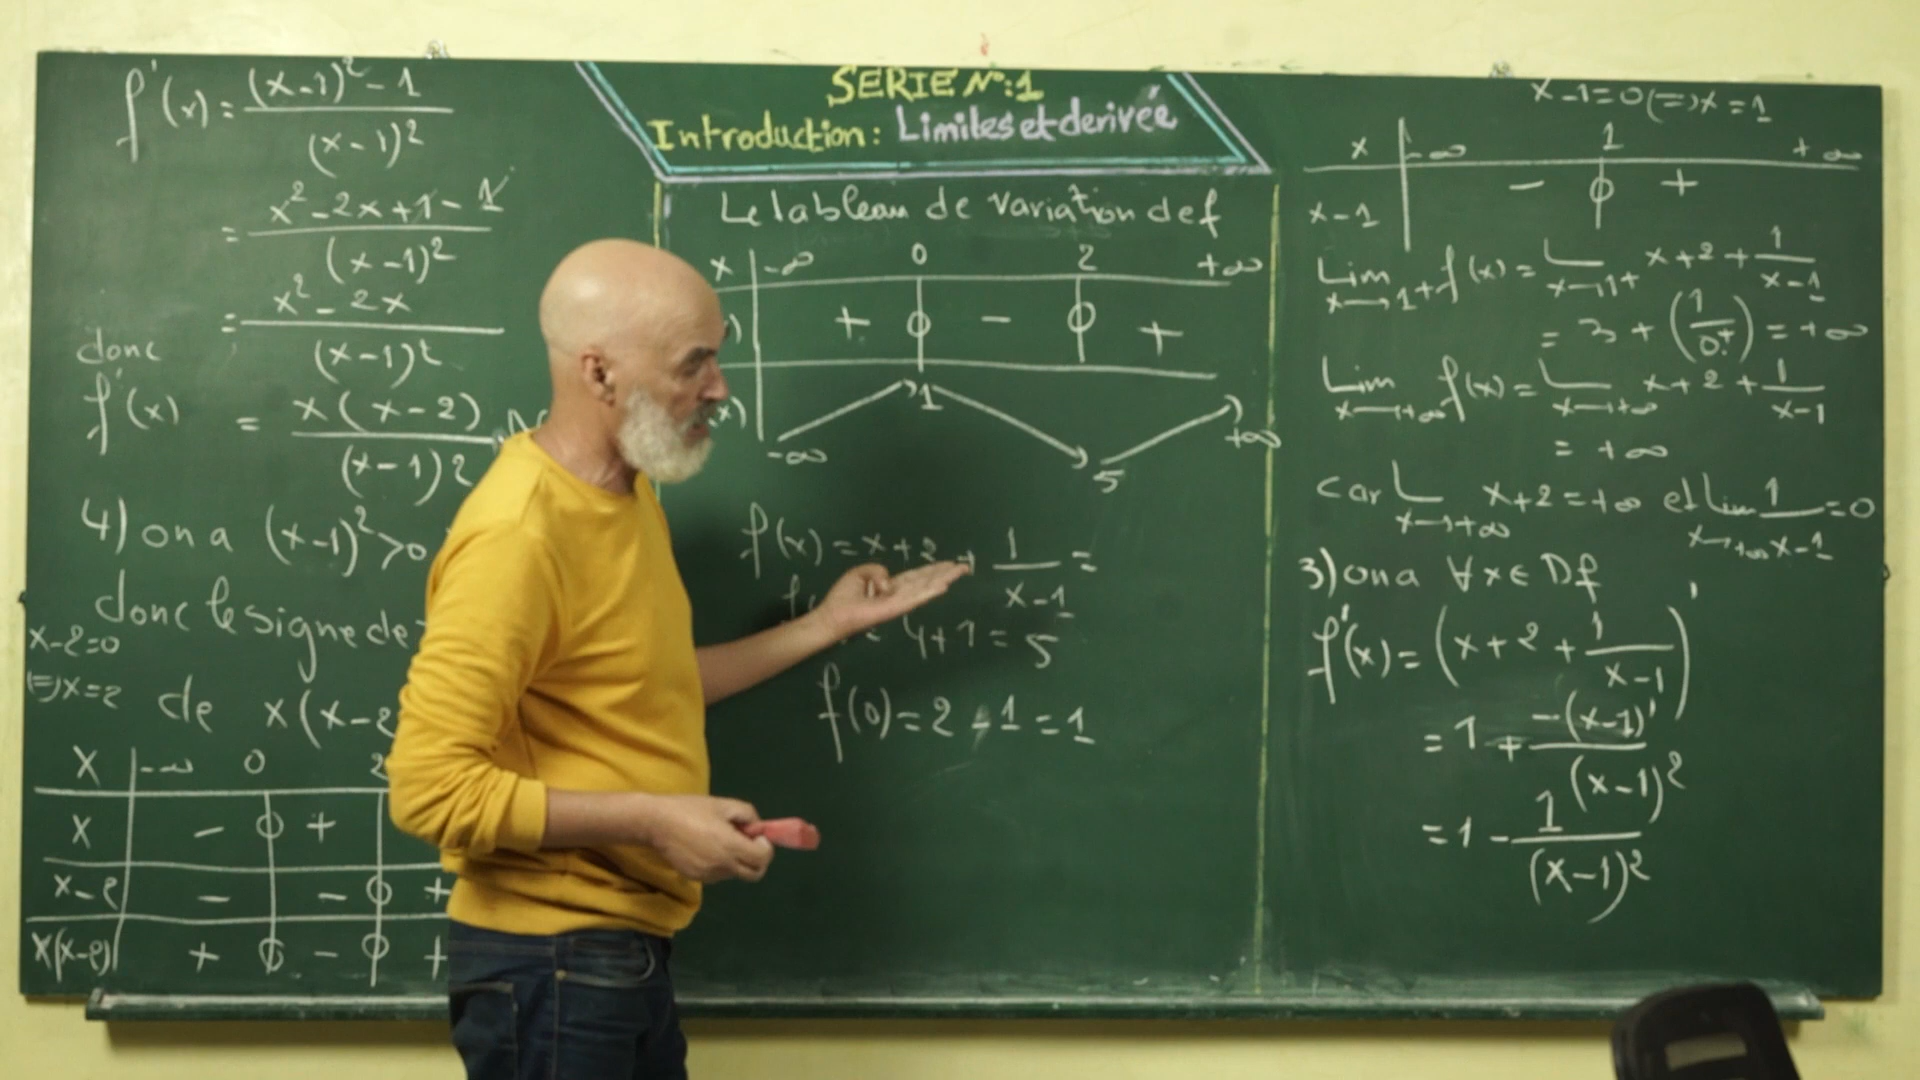 f'(x) = (x-1)² - 1 / (x-1)²
= x² - 2x + 1 - 1 / (x-1)²
= x² - 2x / (x-1)²
donc
f'(x) = x(x-2) / (x-1)²
4) on a (x-1)² > 0
donc le signe de
x-2=0
(=) x=2
de x(x-2
x -∞ 0 2
x - 0 +
x-2 - - 0 +
x(x-2) + 0 - 0 +
SERIE N°:1
Introduction: Limites et derivée
Le tableau de variation de f
x -∞ 0 2 +∞
) + 0 - 0 +
x) -∞ 1 5 +∞
f(x) = x+2 + 1/(x-1) =
= 4+1 = 5
f(0) = 2 - 1 = 1
x-1=0 (=) x=1
x -∞ 1 +∞
x-1 - 0 +
Lim x→1+ f(x) = L x→1+ x+2 + 1/(x-1)
= 3 + (1/0+) = +∞
Lim x→+∞ f(x) = L x→+∞ x+2 + 1/(x-1)
= +∞
car L x→+∞ x+2 = +∞ et Lim x→+∞ 1/(x-1) = 0
3) on a ∀x∈Df
f'(x) = (x+2 + 1/(x-1))'
= 1 + -(x-1)' / (x-1)²
= 1 - 1/(x-1)²